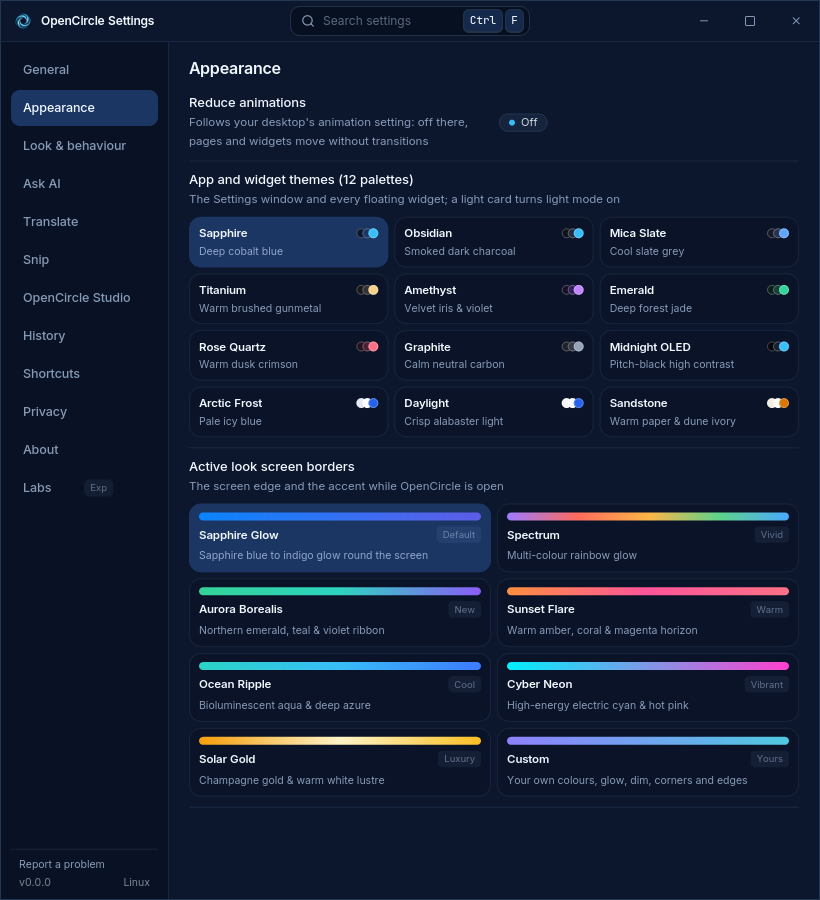 OpenCircle Settings
Search settings
Ctrl F
General
Appearance
Look & behaviour
Ask AI
Translate
Snip
OpenCircle Studio
History
Shortcuts
Privacy
About
Labs Exp
Report a problem
v0.0.0 Linux
Appearance
Reduce animations
Follows your desktop's animation setting: off there,
pages and widgets move without transitions
Off
App and widget themes (12 palettes)
The Settings window and every floating widget; a light card turns light mode on
Sapphire
Deep cobalt blue
Obsidian
Smoked dark charcoal
Mica Slate
Cool slate grey
Titanium
Warm brushed gunmetal
Amethyst
Velvet iris & violet
Emerald
Deep forest jade
Rose Quartz
Warm dusk crimson
Graphite
Calm neutral carbon
Midnight OLED
Pitch-black high contrast
Arctic Frost
Pale icy blue
Daylight
Crisp alabaster light
Sandstone
Warm paper & dune ivory
Active look screen borders
The screen edge and the accent while OpenCircle is open
Sapphire Glow Default
Sapphire blue to indigo glow round the screen
Spectrum Vivid
Multi-colour rainbow glow
Aurora Borealis New
Northern emerald, teal & violet ribbon
Sunset Flare Warm
Warm amber, coral & magenta horizon
Ocean Ripple Cool
Bioluminescent aqua & deep azure
Cyber Neon Vibrant
High-energy electric cyan & hot pink
Solar Gold Luxury
Champagne gold & warm white lustre
Custom Yours
Your own colours, glow, dim, corners and edges